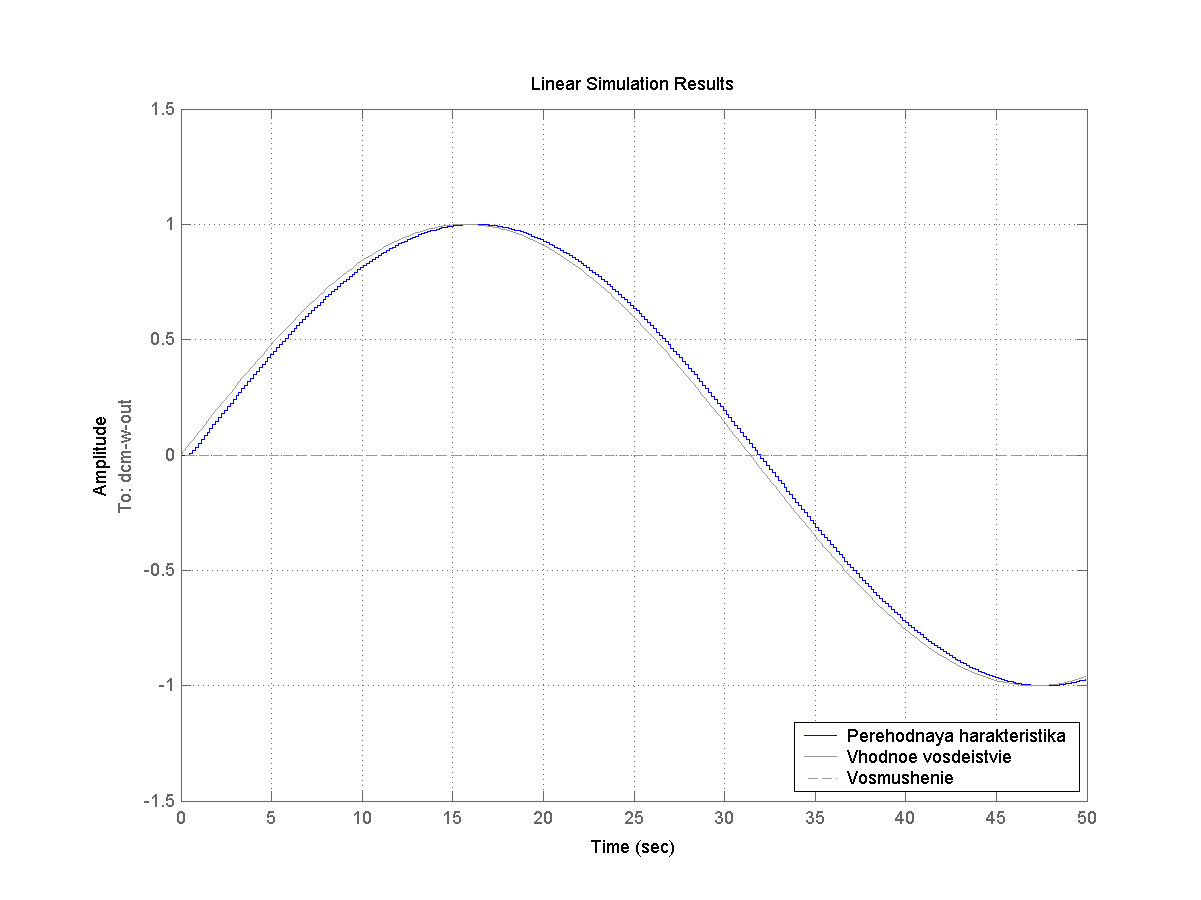 Linear Simulation Results
1.5
1
0.5
0
-0.5
-1
-1.5
Amplitude
To: dcm-w-out
Perehodnaya harakteristika
Vhodnoe vosdeistvie
Vosmushenie
0 5 10 15 20 25 30 35 40 45 50
Time (sec)